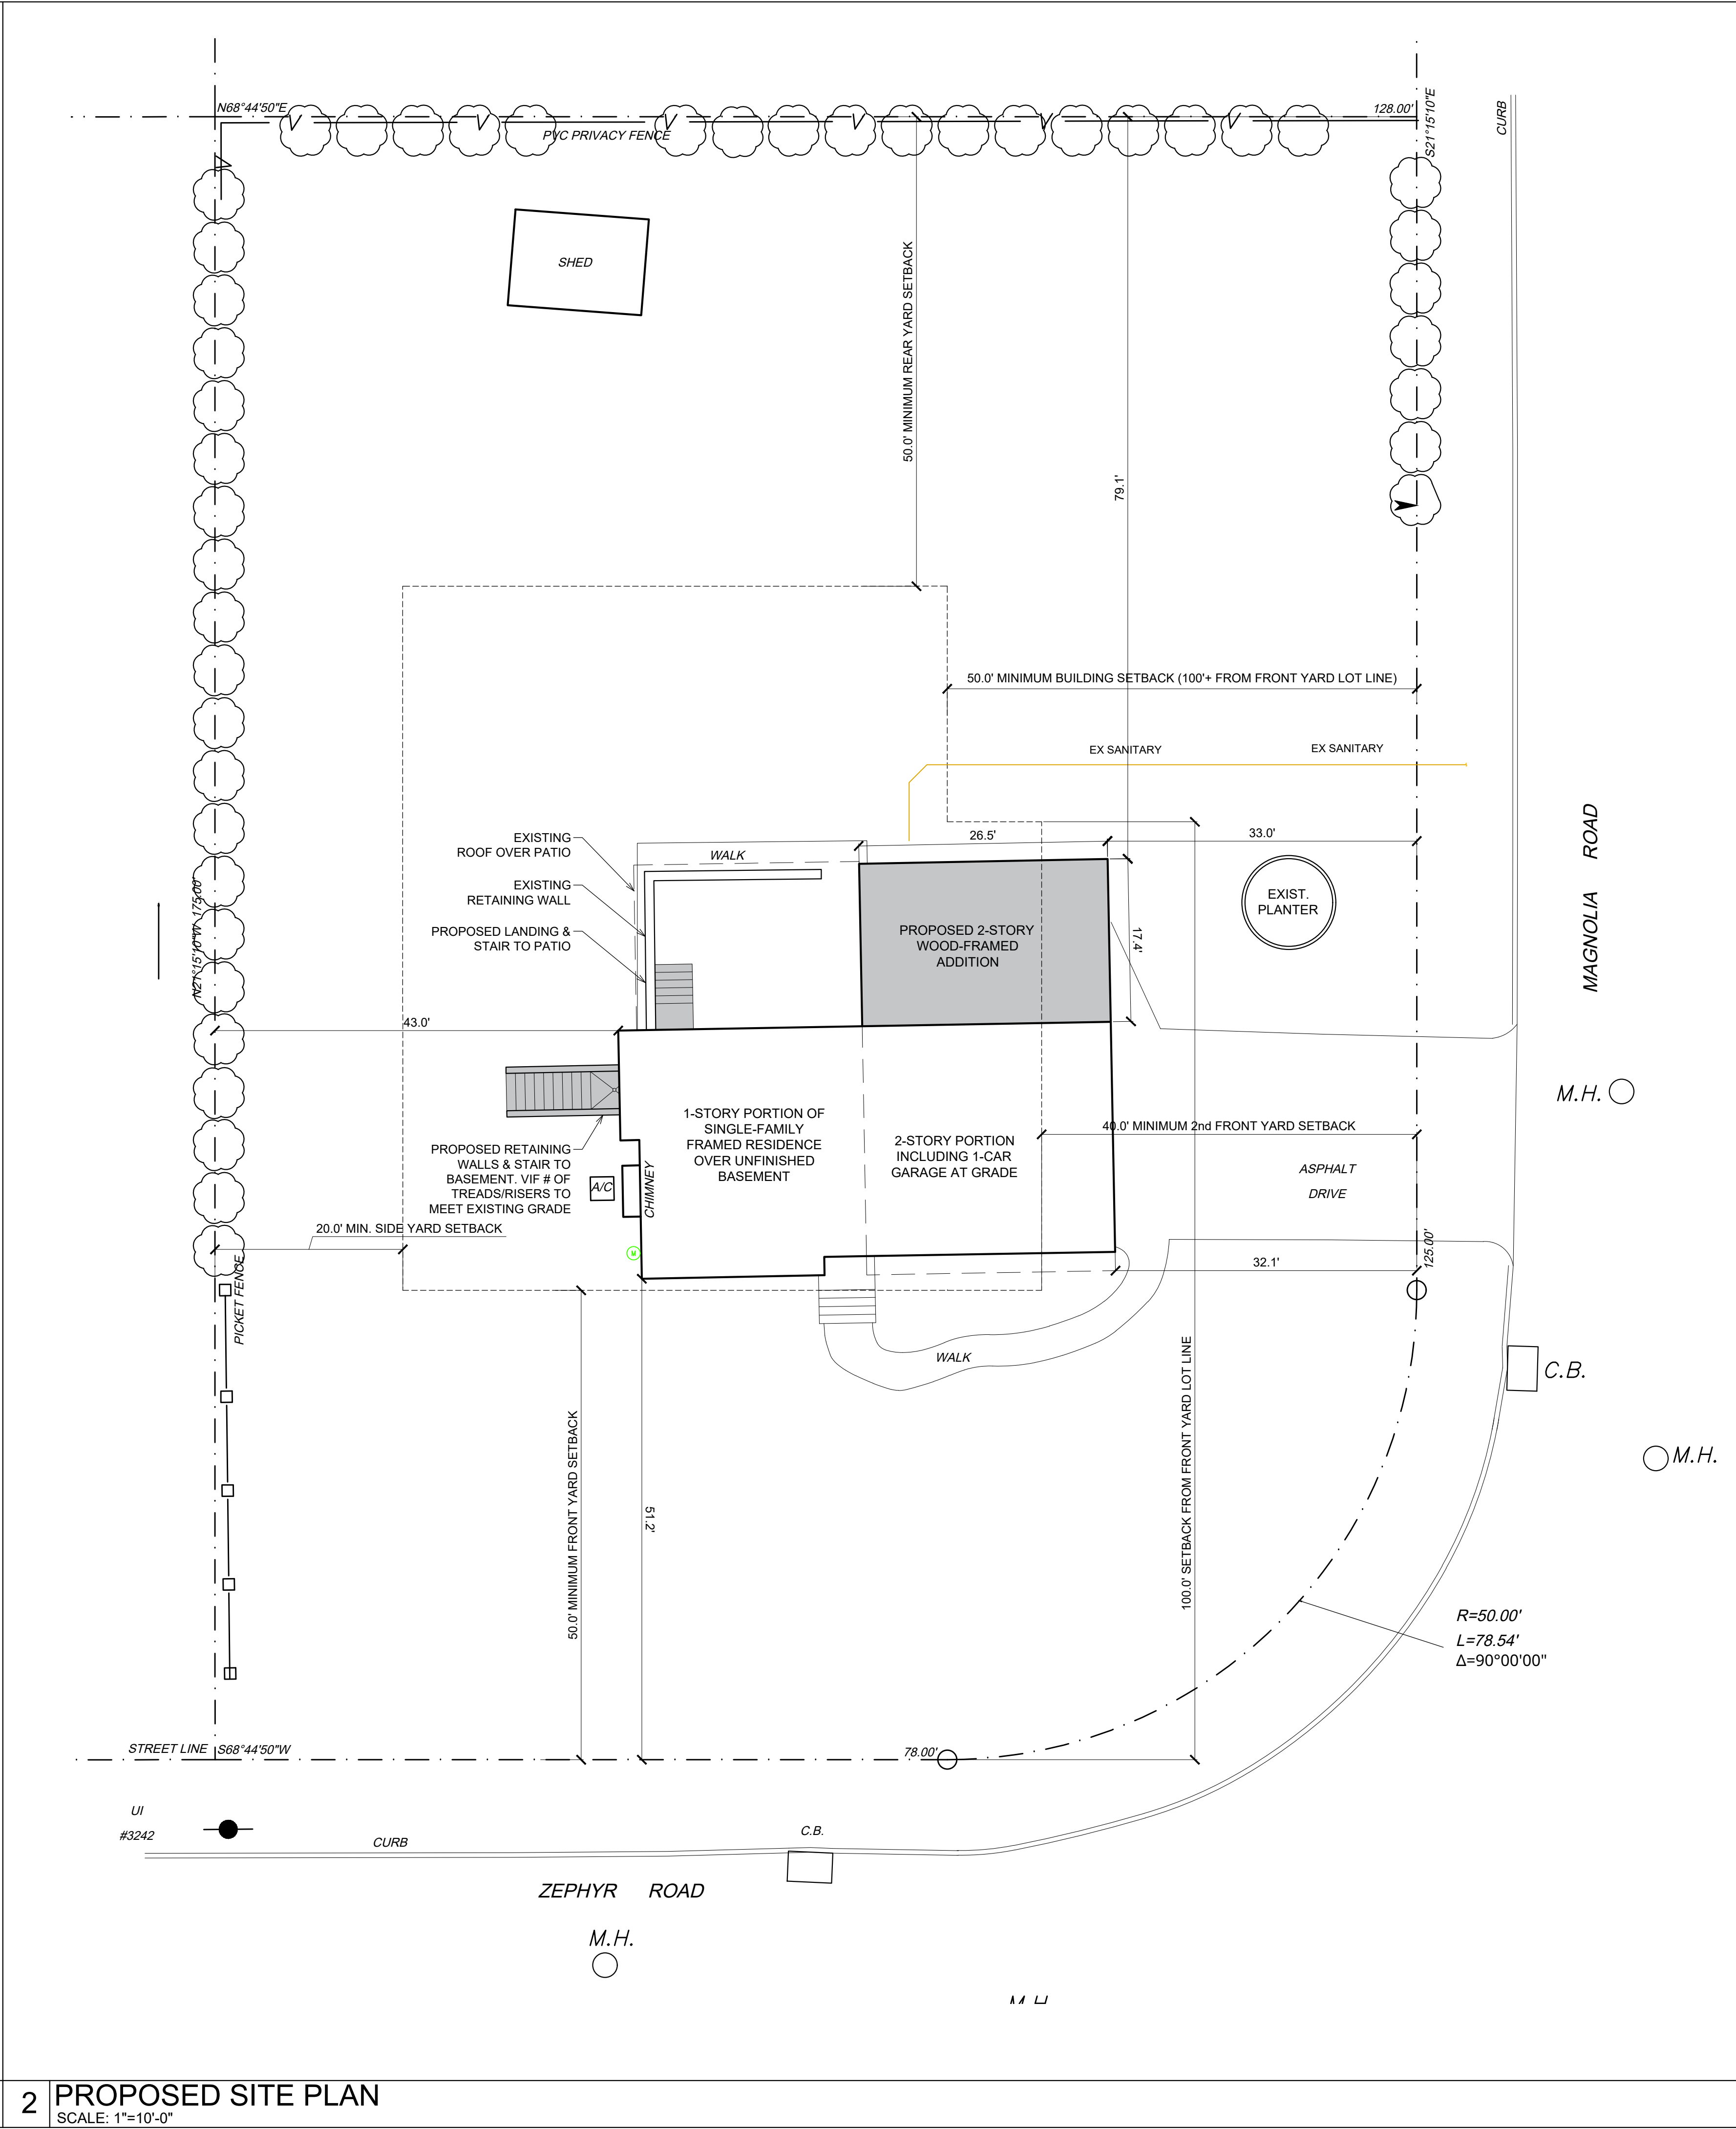 N68°44'50"E
128.00'
S21°15'10"E
CURB
PVC PRIVACY FENCE
SHED
50.0' MINIMUM REAR YARD SETBACK
79.1'
50.0' MINIMUM BUILDING SETBACK (100'+ FROM FRONT YARD LOT LINE)
EX SANITARY
EX SANITARY
MAGNOLIA ROAD
EXISTING
ROOF OVER PATIO
WALK
26.5'
33.0'
EXISTING
RETAINING WALL
PROPOSED LANDING &
STAIR TO PATIO
PROPOSED 2-STORY
WOOD-FRAMED
ADDITION
17.4'
EXIST.
PLANTER
N21°15'10"W 175.00'
43.0'
M.H.
1-STORY PORTION OF
SINGLE-FAMILY
FRAMED RESIDENCE
OVER UNFINISHED
BASEMENT
2-STORY PORTION
INCLUDING 1-CAR
GARAGE AT GRADE
40.0' MINIMUM 2nd FRONT YARD SETBACK
PROPOSED RETAINING
WALLS & STAIR TO
BASEMENT. VIF # OF
TREADS/RISERS TO
MEET EXISTING GRADE
A/C
CHIMNEY
ASPHALT
DRIVE
20.0' MIN. SIDE YARD SETBACK
M
32.1'
125.00'
PICKET FENCE
WALK
C.B.
M.H.
50.0' MINIMUM FRONT YARD SETBACK
51.2'
100.0' SETBACK FROM FRONT YARD LOT LINE
R=50.00'
L=78.54'
Δ=90°00'00"
STREET LINE
S68°44'50"W
78.00'
UI
#3242
CURB
C.B.
ZEPHYR ROAD
M.H.
2
PROPOSED SITE PLAN
SCALE: 1"=10'-0"